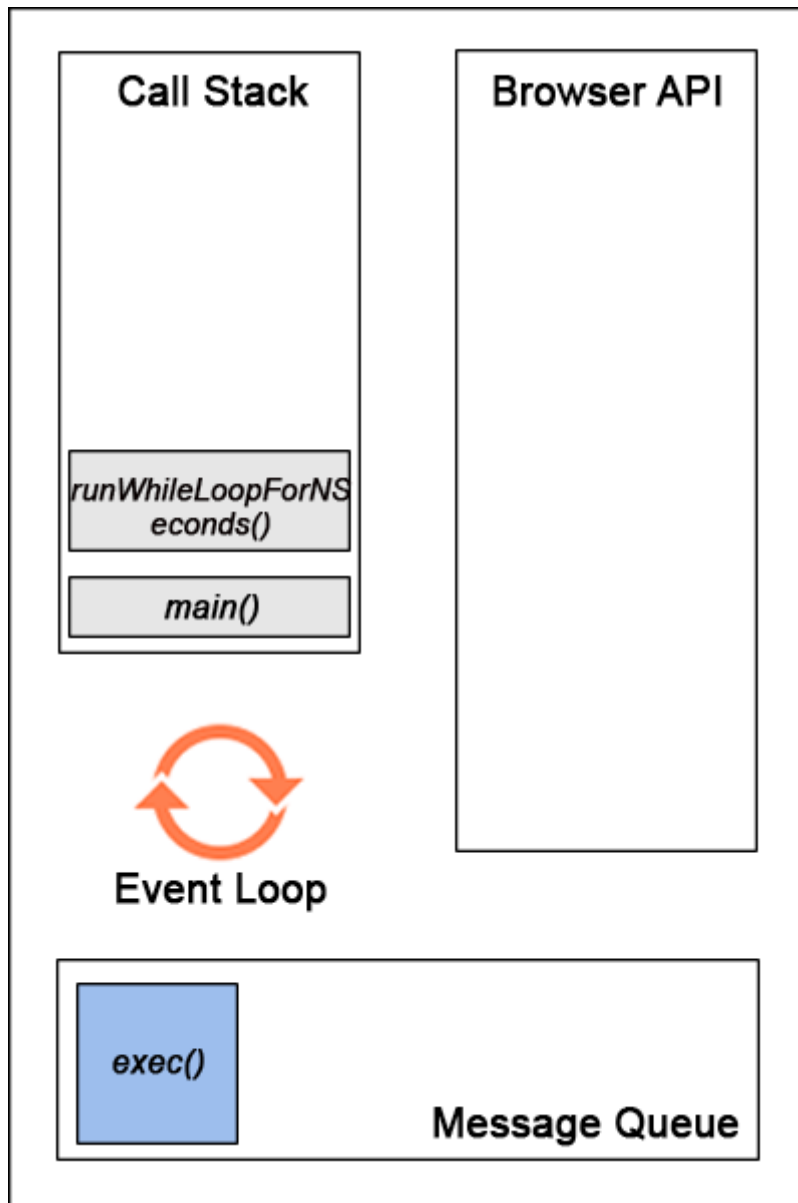 Call Stack
Browser API
runWhileLoopForNS
econds()
main()
Event Loop
exec()
Message Queue